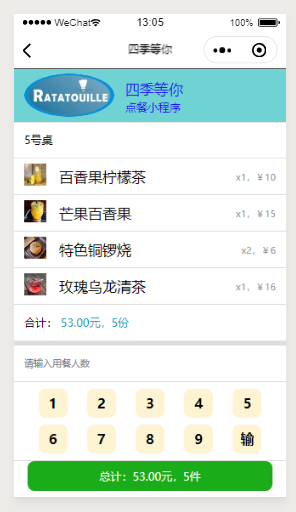 WeChat 13:05 100%
四季等你
RATATOUILLE 四季等你
点餐小程序
5号桌
百香果柠檬茶 x1，￥10
芒果百香果 x1，￥15
特色铜锣烧 x2，￥6
玫瑰乌龙清茶 x1，￥16
合计： 53.00元，5份
请输入用餐人数
1 2 3 4 5
6 7 8 9 输
总计：53.00元，5件